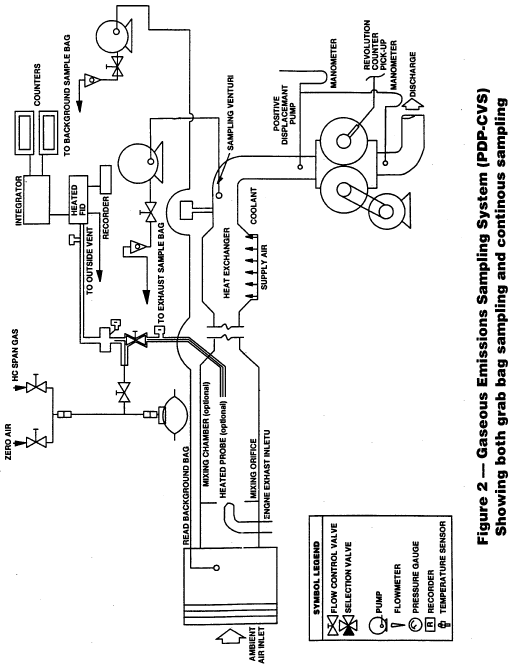 ZERO AIR
HC SPAN GAS
INTEGRATOR
COUNTERS
HEATED
FID
RECORDER
TO OUTSIDE VENT
TO BACKGROUND SAMPLE BAG
TO EXHAUST SAMPLE BAG
SAMPLING VENTURI
READ BACKGROUND BAG
MIXING CHAMBER (optional)
HEATED PROBE (optional)
MIXING ORIFICE
ENGINE EXHAST INLETU
HEAT EXCHANGER
COOLANT
SUPPLY AIR
POSITIVE
DISPLACEMANT
PUMP
MANOMETER
REVOLUTION
COUNTER
PICK-UP
MANOMETER
DISCHARGE
AMBIENT
AIR INLET
SYMBOL LEGEND
FLOW CONTROL VALVE
SELECTION VALVE
PUMP
FLOWMETER
PRESSURE GAUGE
R RECORDER
TEMPERATURE SENSOR
Figure 2 — Gaseous Emissions Sampling System (PDP-CVS)
Showing both grab bag sampling and continous sampling